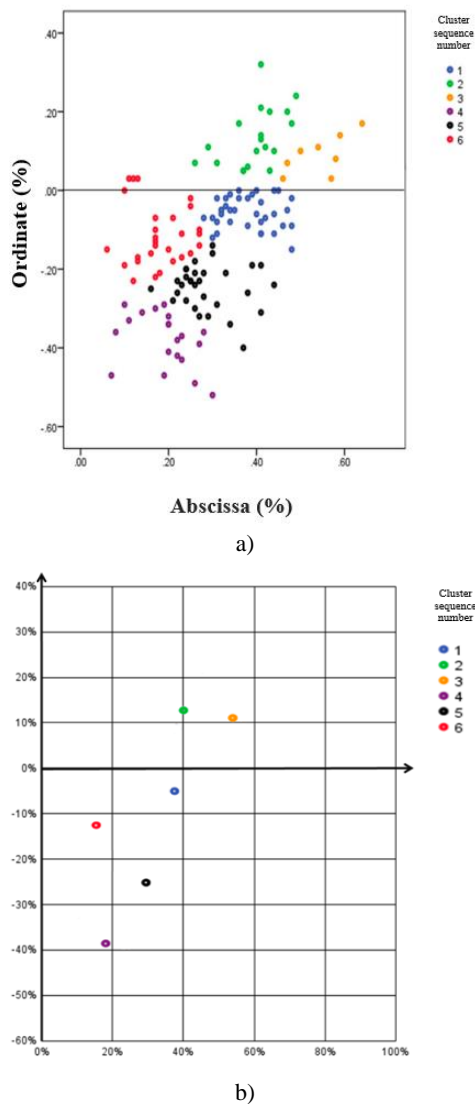 Cluster
sequence
number
1
2
3
4
5
6
.40
.20
.00
-.20
-.40
-.60
Ordinate (%)
.00 .20 .40 .60
Abscissa (%)
a)
Cluster
sequence
number
1
2
3
4
5
6
40%
30%
20%
10%
0%
-10%
-20%
-30%
-40%
-50%
-60%
0% 20% 40% 60% 80% 100%
b)